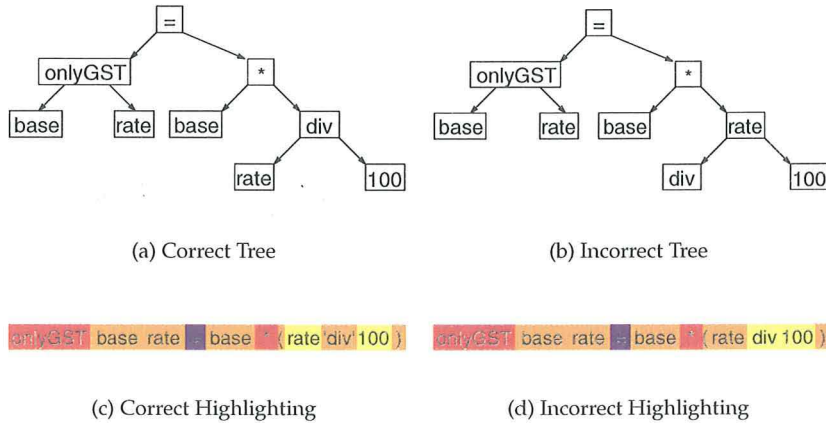 =
=
onlyGST
*
onlyGST
*
base
rate
base
div
base
rate
base
rate
rate
100
div
100
(a) Correct Tree
(b) Incorrect Tree
onlyGST base rate = base * ( rate 'div' 100 )
onlyGST base rate = base * ( rate div 100 )
(c) Correct Highlighting
(d) Incorrect Highlighting